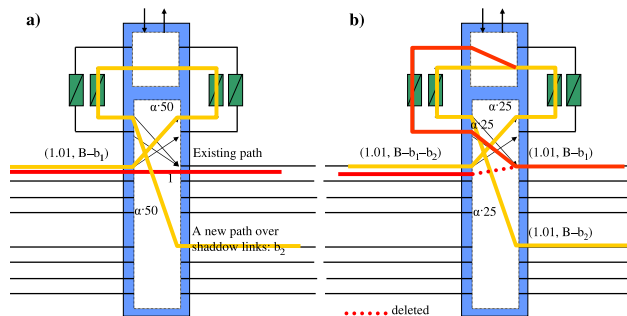 a)
α·50
(1.01, B–b1)
Existing path
1
α·50
A new path over
shaddow links: b2
b)
α·25
α·25
(1.01, B–b1–b2)
(1.01, B–b1)
α·25
(1.01, B–b2)
deleted